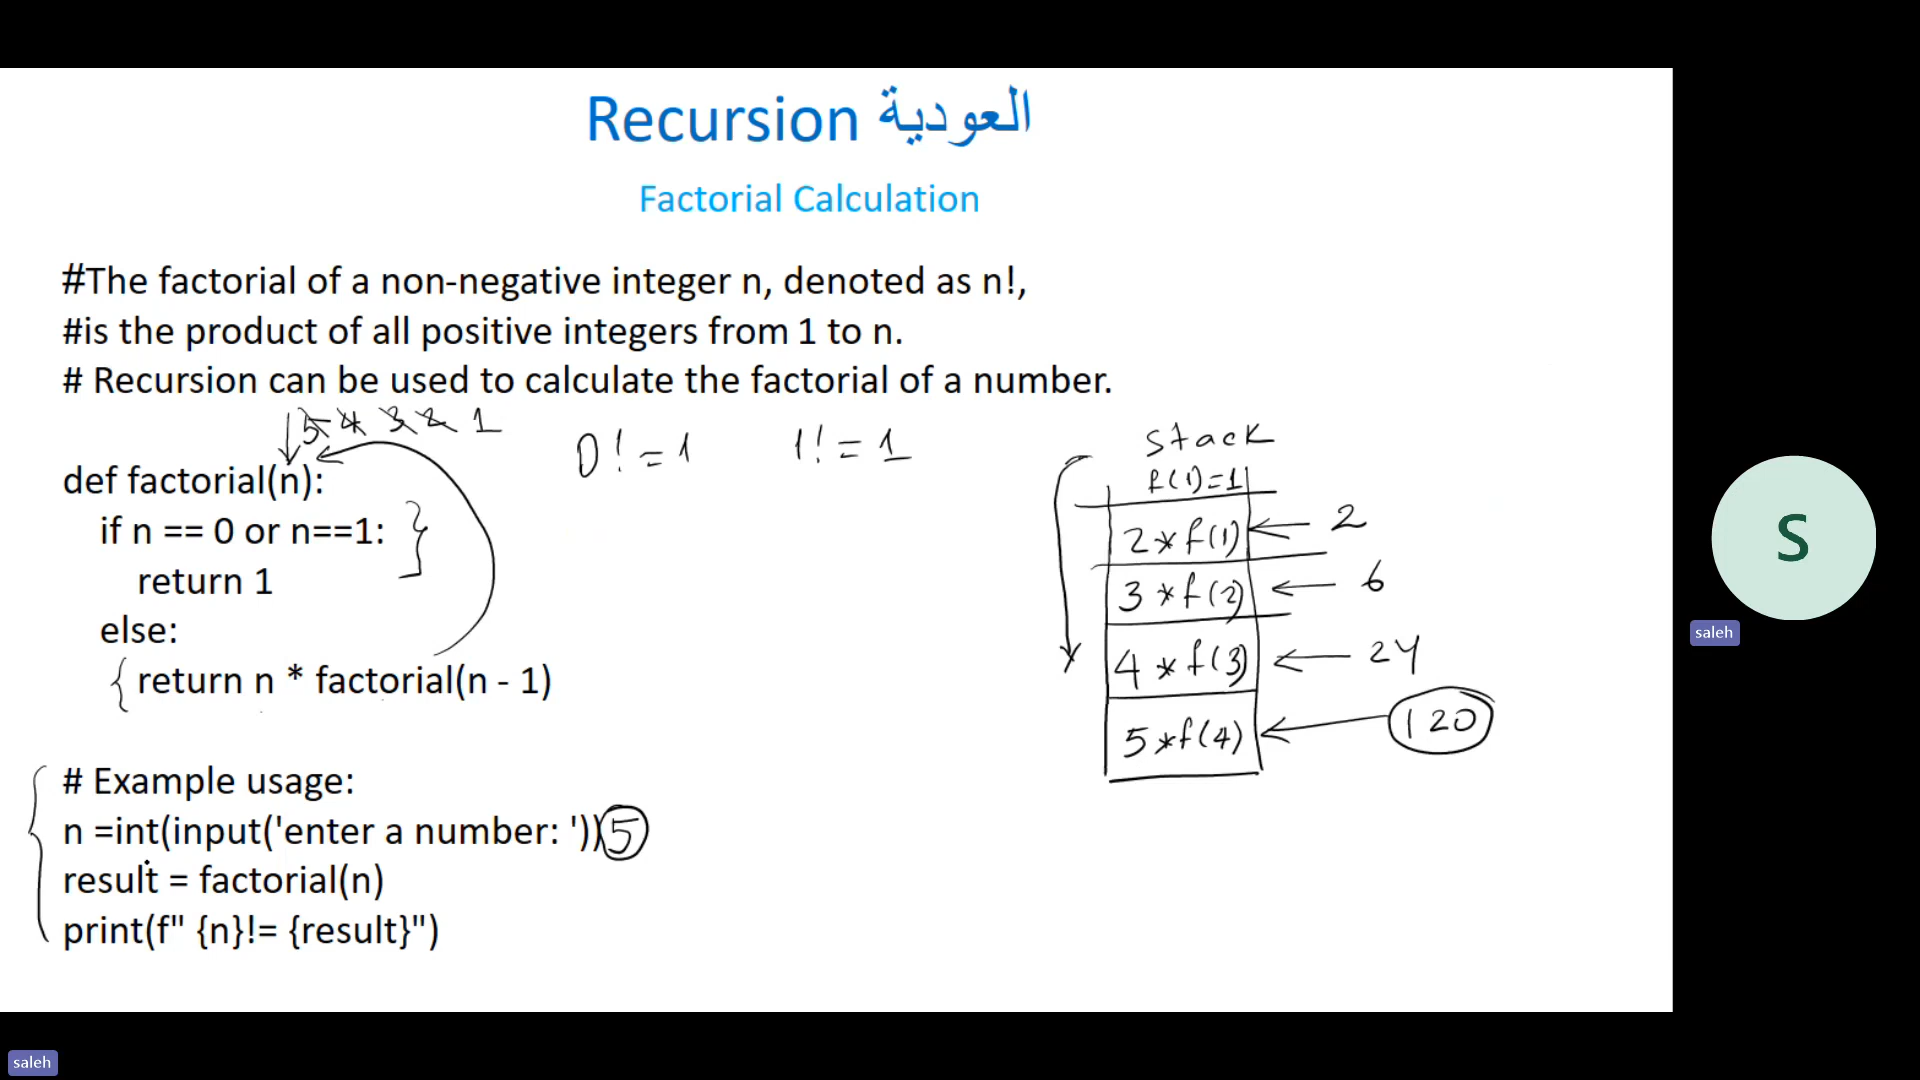 Recursion العودية
Factorial Calculation
#The factorial of a non-negative integer n, denoted as n!,
#is the product of all positive integers from 1 to n.
# Recursion can be used to calculate the factorial of a number.
5 4 3 2 1
0! = 1
1! = 1
def factorial(n):
if n == 0 or n==1:
return 1
else:
return n * factorial(n - 1)
# Example usage:
n =int(input('enter a number: ')) 5
result = factorial(n)
print(f" {n}!= {result}")
stack
f(1)=1
2*f(1) 2
3*f(2) 6
4*f(3) 24
5*f(4) 120
S
saleh
saleh